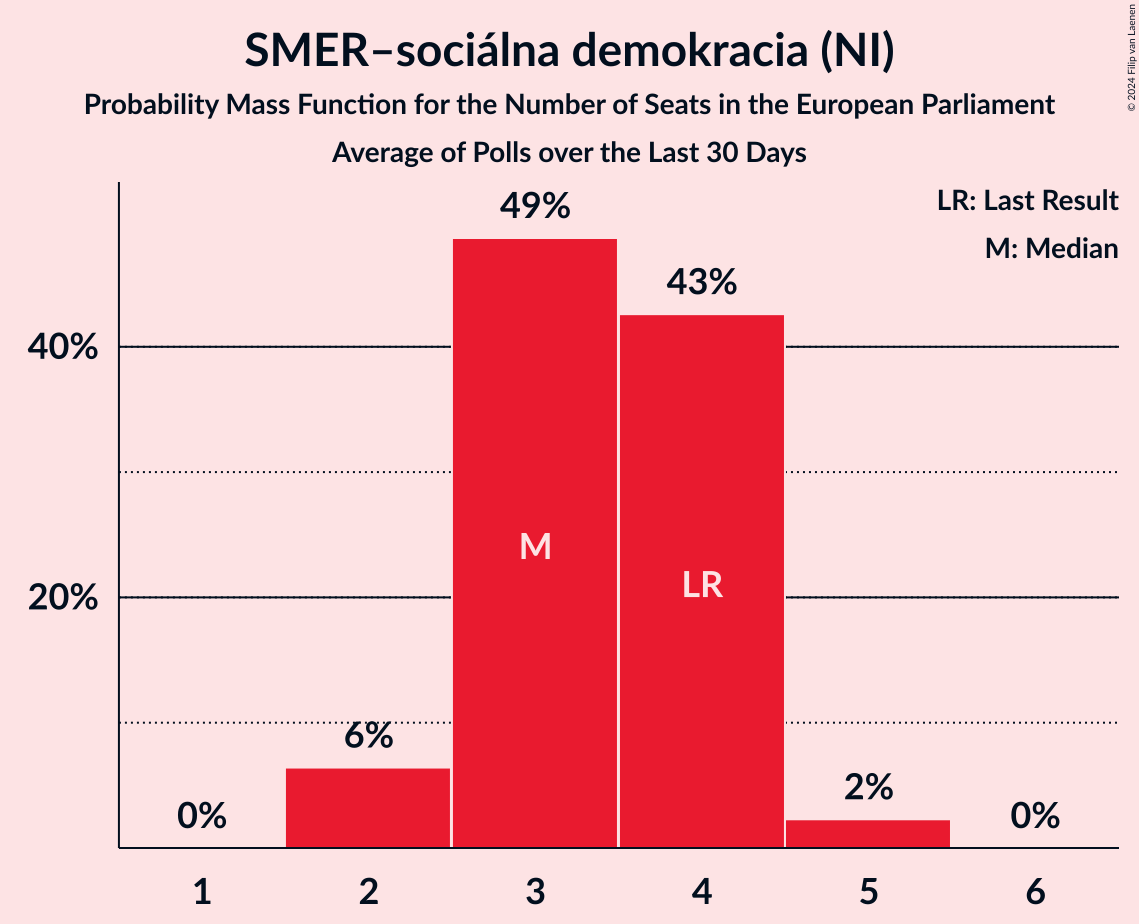 SMER–sociálna demokracia (NI)
Probability Mass Function for the Number of Seats in the European Parliament
Average of Polls over the Last 30 Days
© 2024 Filip van Laenen
LR: Last Result
M: Median
49%
43%
40%
M
LR
20%
6%
2%
0%
0%
1 2 3 4 5 6